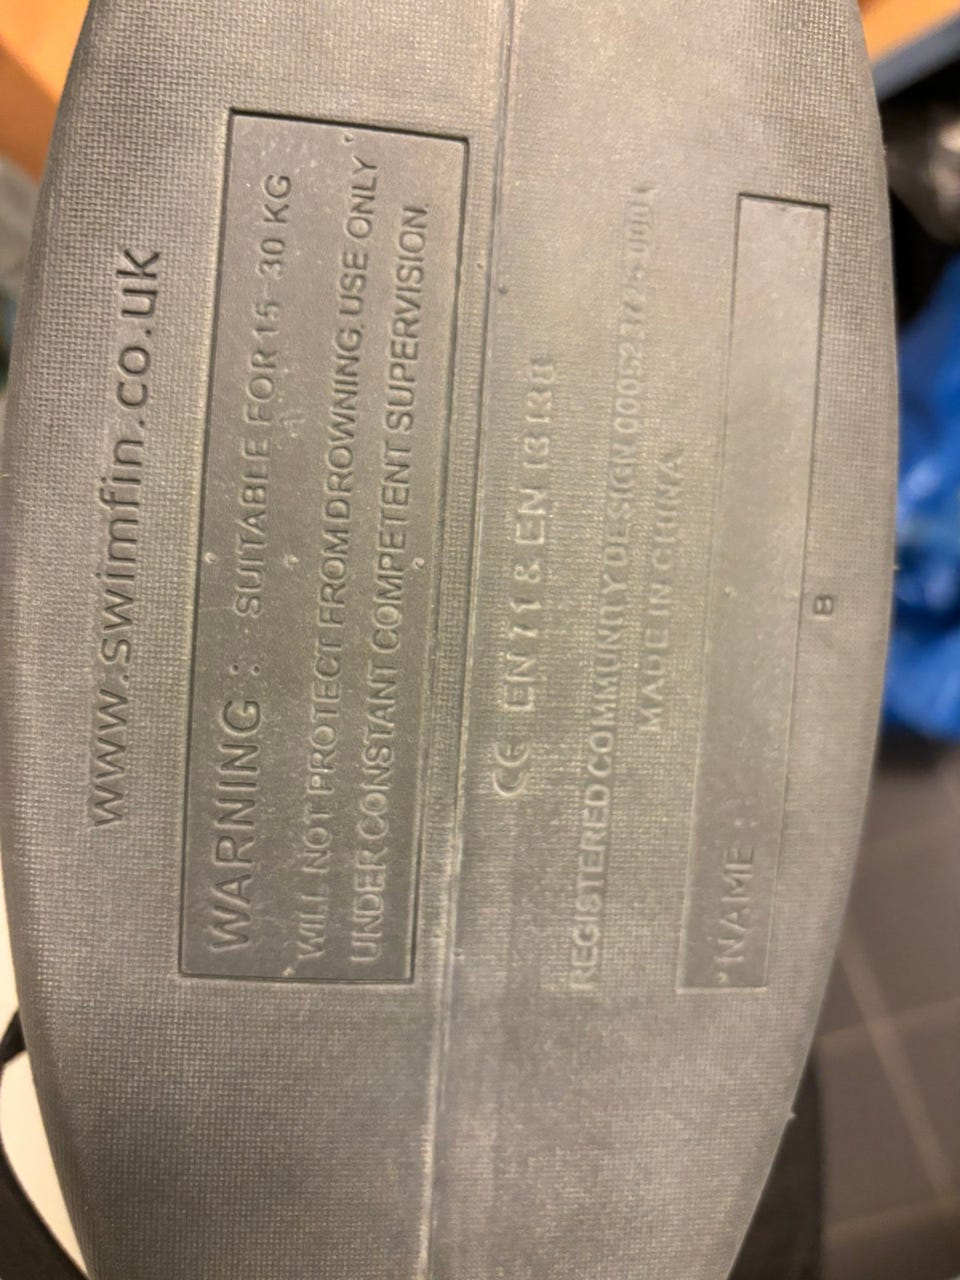 www.swimfin.co.uk
WARNING : SUITABLE FOR 15-30 KG
WILL NOT PROTECT FROM DROWNING. USE ONLY
UNDER CONSTANT COMPETENT SUPERVISION.
CE EN 71 & EN 13138
REGISTERED COMMUNITY DESIGN
MADE IN CHINA
NAME :
B